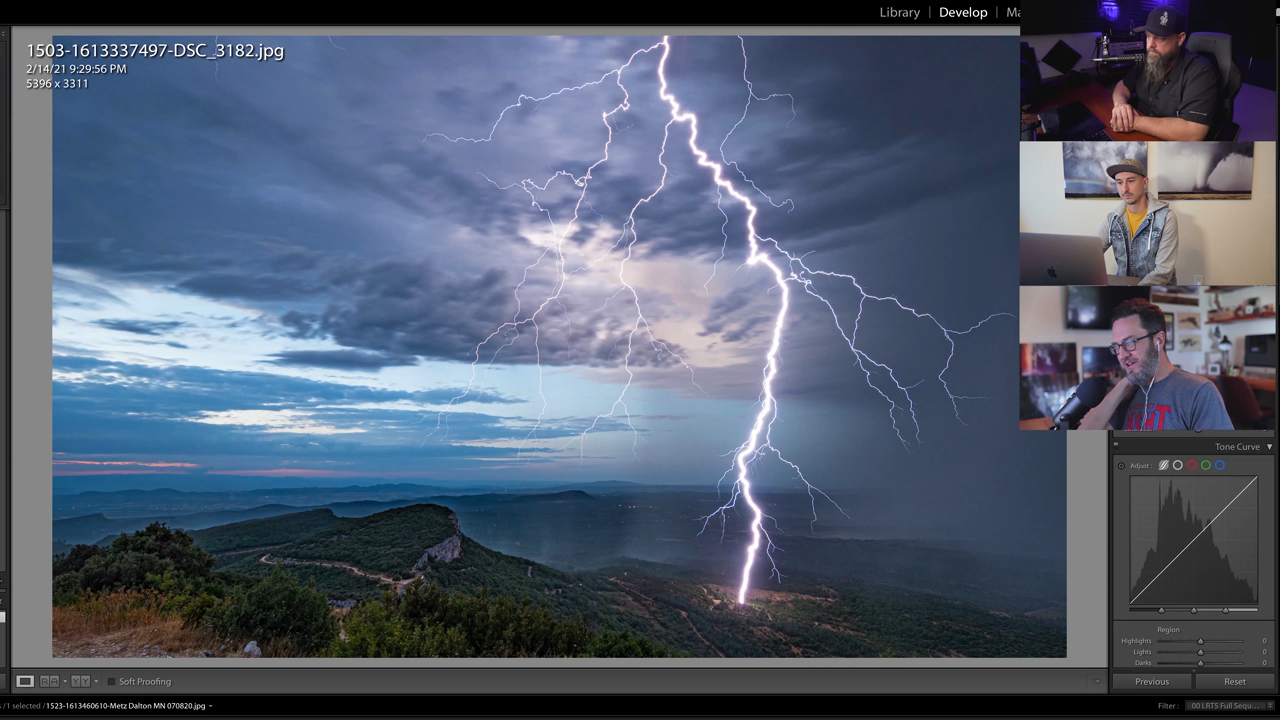 Library | Develop | Ma
1503-1613337497-DSC_3182.jpg
2/14/21 9:29:56 PM
5396 x 3311
Tone Curve
Adjust :
Region
Highlights 0
Lights 0
Darks 0
Soft Proofing
Previous
Reset
/1 selected / 1523-1613460610-Metz Dalton MN 070820.jpg
Filter : 00 LRTS Full Sequ...